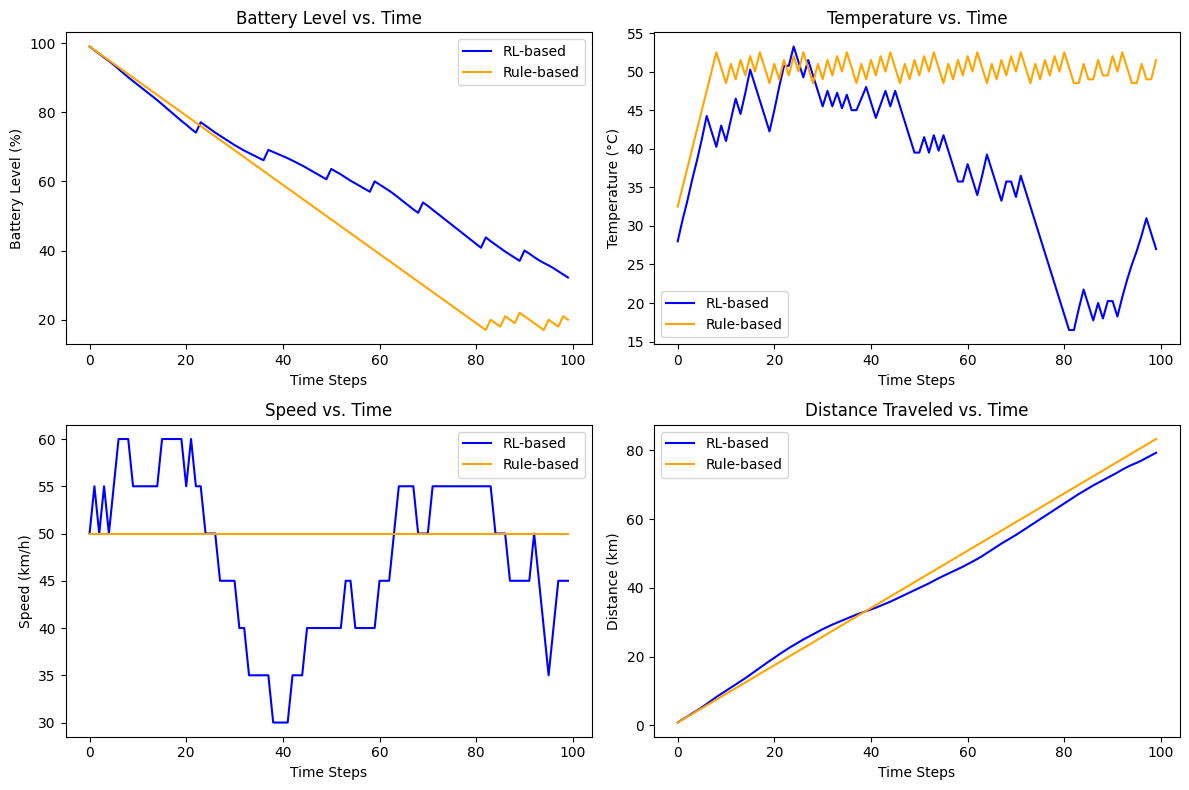 Battery Level vs. Time
Battery Level (%)
100
80
60
40
20
RL-based
Rule-based
0 20 40 60 80 100
Time Steps
Temperature vs. Time
Temperature (°C)
55
50
45
40
35
30
25
20
15
RL-based
Rule-based
0 20 40 60 80 100
Time Steps
Speed vs. Time
Speed (km/h)
60
55
50
45
40
35
30
RL-based
Rule-based
0 20 40 60 80 100
Time Steps
Distance Traveled vs. Time
Distance (km)
80
60
40
20
0
RL-based
Rule-based
0 20 40 60 80 100
Time Steps